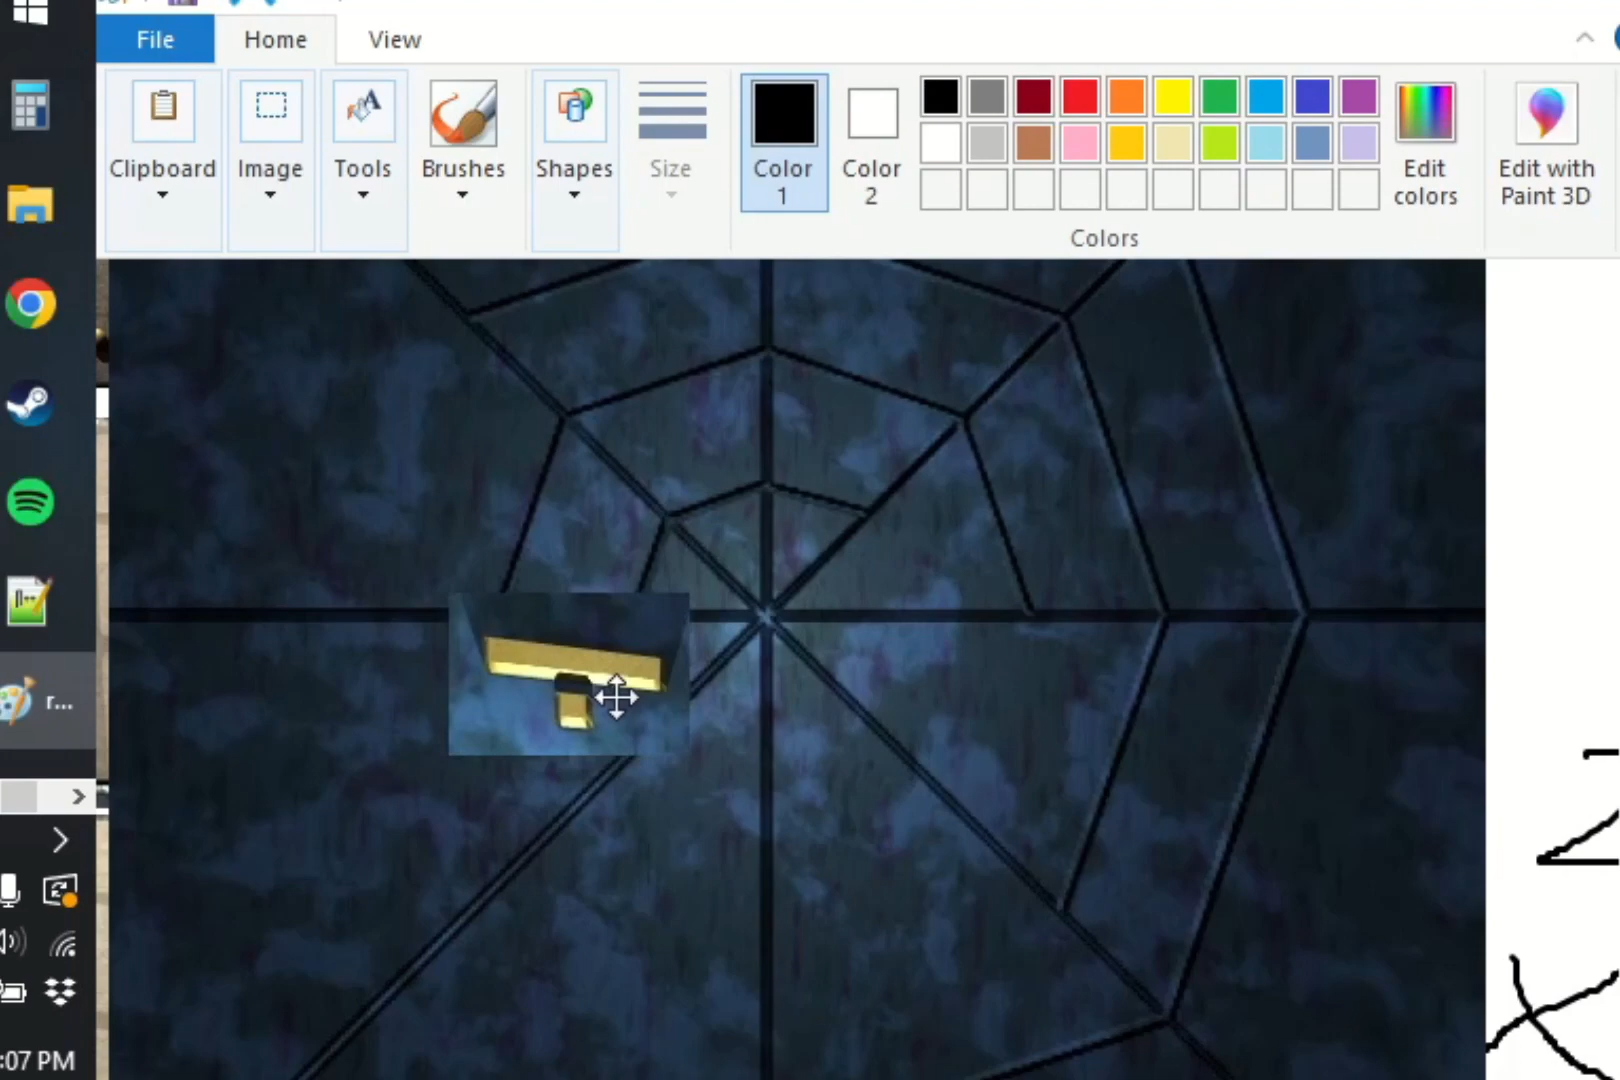 File Home View
Clipboard Image Tools Brushes Shapes Size Color 1 Color 2 Edit colors Edit with Paint 3D
Colors
r...
2
:07 PM